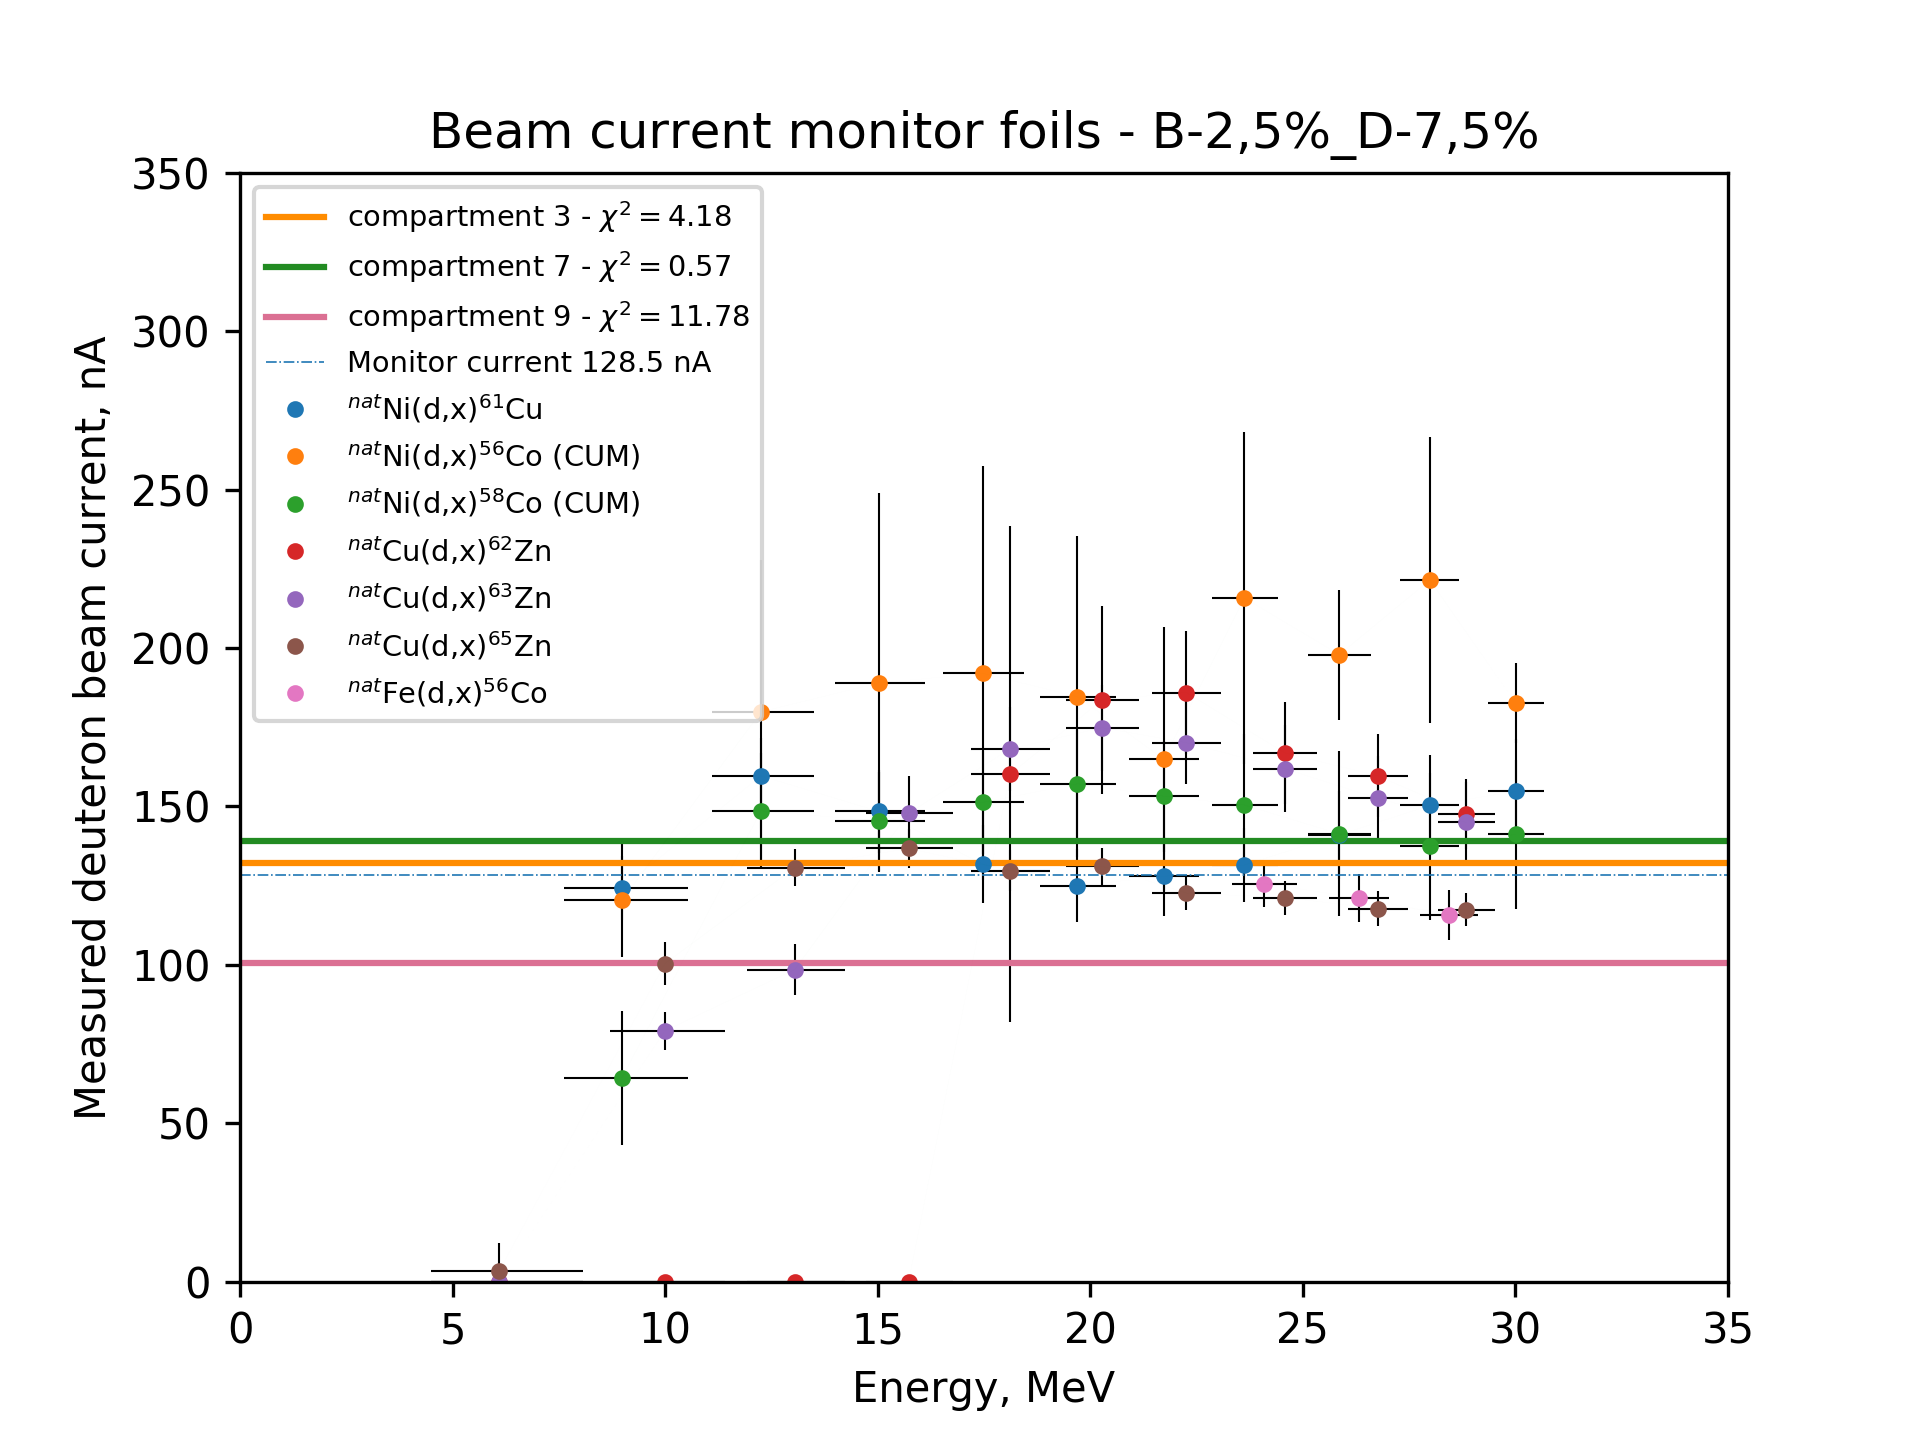 Beam current monitor foils - B-2,5%_D-7,5%
Measured deuteron beam current, nA
350
300
250
200
150
100
50
0
compartment 3 - χ² = 4.18
compartment 7 - χ² = 0.57
compartment 9 - χ² = 11.78
Monitor current 128.5 nA
ⁿᵃᵗNi(d,x)⁶¹Cu
ⁿᵃᵗNi(d,x)⁵⁶Co (CUM)
ⁿᵃᵗNi(d,x)⁵⁸Co (CUM)
ⁿᵃᵗCu(d,x)⁶²Zn
ⁿᵃᵗCu(d,x)⁶³Zn
ⁿᵃᵗCu(d,x)⁶⁵Zn
ⁿᵃᵗFe(d,x)⁵⁶Co
0 5 10 15 20 25 30 35
Energy, MeV